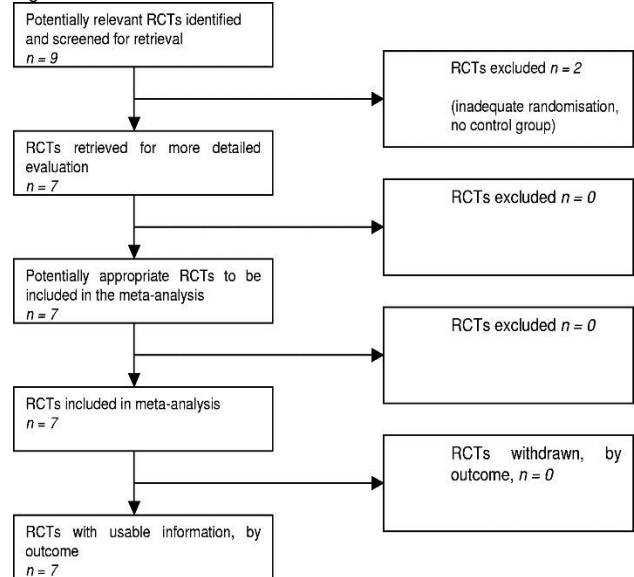 Potentially relevant RCTs identified
and screened for retrieval
n = 9
RCTs excluded n = 2
(inadequate randomisation,
no control group)
RCTs retrieved for more detailed
evaluation
n = 7
RCTs excluded n = 0
Potentially appropriate RCTs to be
included in the meta-analysis
n = 7
RCTs excluded n = 0
RCTs included in meta-analysis
n = 7
RCTs withdrawn, by
outcome, n = 0
RCTs with usable information, by
outcome
n = 7